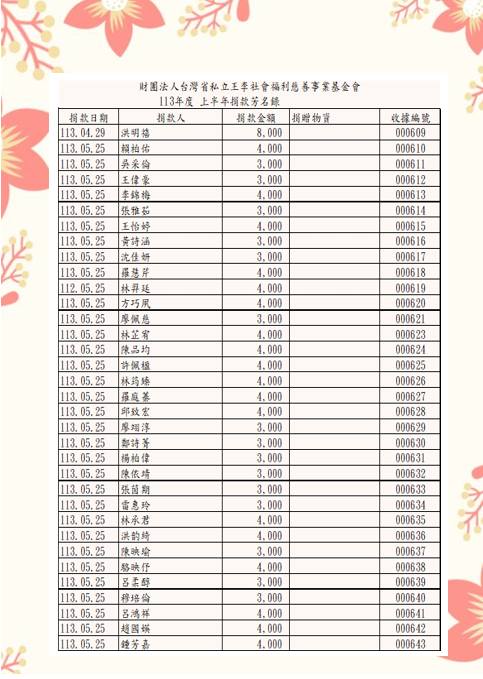 財團法人台灣省私立王李社會福利慈善事業基金會
113年度 上半年捐款芳名錄
捐款日期 捐款人 捐款金額 捐贈物資 收據編號
113.04.29 洪明禧 8,000 000609
113.05.25 賴柏佑 4,000 000610
113.05.25 吳采倫 3,000 000611
113.05.25 王偉豪 3,000 000612
113.05.25 李錦梅 4,000 000613
113.05.25 張雅茹 3,000 000614
113.05.25 王怡婷 4,000 000615
113.05.25 黃詩涵 3,000 000616
113.05.25 沈佳妍 3,000 000617
113.05.25 羅慧芹 4,000 000618
112.05.25 林羿廷 4,000 000619
113.05.25 方巧凧 4,000 000620
113.05.25 廖佩慈 3,000 000621
113.05.25 林芷宥 4,000 000623
113.05.25 陳品均 4,000 000624
113.05.25 許佩楹 4,000 000625
113.05.25 林筠臻 4,000 000626
113.05.25 羅庭蓁 4,000 000627
113.05.25 邱致宏 4,000 000628
113.05.25 廖翊淳 3,000 000629
113.05.25 鄭詩菁 3,000 000630
113.05.25 楊柏偉 3,000 000631
113.05.25 陳依靖 3,000 000632
113.05.25 張茵期 3,000 000633
113.05.25 雷惠玲 3,000 000634
113.05.25 林承君 4,000 000635
113.05.25 洪韵綺 4,000 000636
113.05.25 陳映瑜 3,000 000637
113.05.25 駱映伃 4,000 000638
113.05.25 呂柔醇 3,000 000639
113.05.25 穆培倫 3,000 000640
113.05.25 呂鴻祥 4,000 000641
113.05.25 趙國媖 4,000 000642
113.05.25 鍾芳嘉 4,000 000643